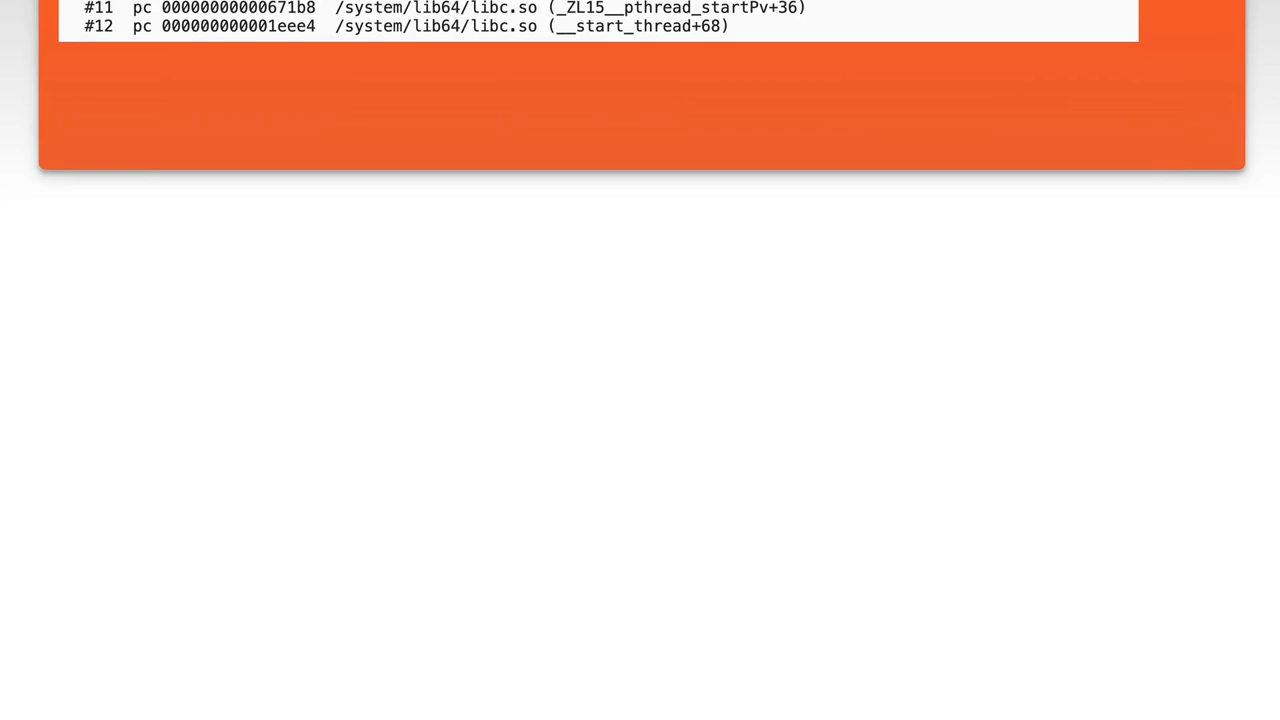 #11 pc 00000000000671b8 /system/lib64/libc.so (_ZL15__pthread_startPv+36)
#12 pc 000000000001eee4 /system/lib64/libc.so (__start_thread+68)